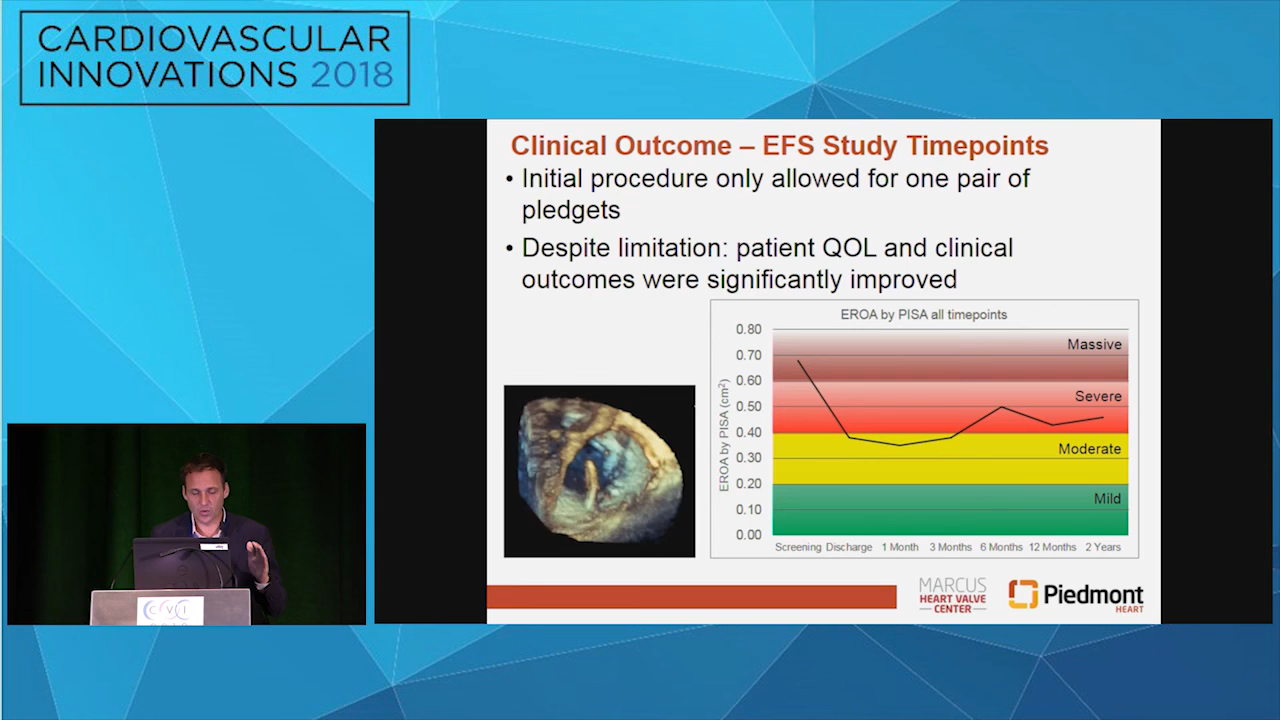 CARDIOVASCULAR
INNOVATIONS 2018
Clinical Outcome – EFS Study Timepoints
• Initial procedure only allowed for one pair of
pledgets
• Despite limitation: patient QOL and clinical
outcomes were significantly improved
EROA by PISA all timepoints
EROA by PISA (cm²)
0.80
0.70
0.60
0.50
0.40
0.30
0.20
0.10
0.00
Massive
Severe
Moderate
Mild
Screening Discharge 1 Month 3 Months 6 Months 12 Months 2 Years
MARCUS
HEART VALVE
CENTER
Piedmont
HEART
CVI